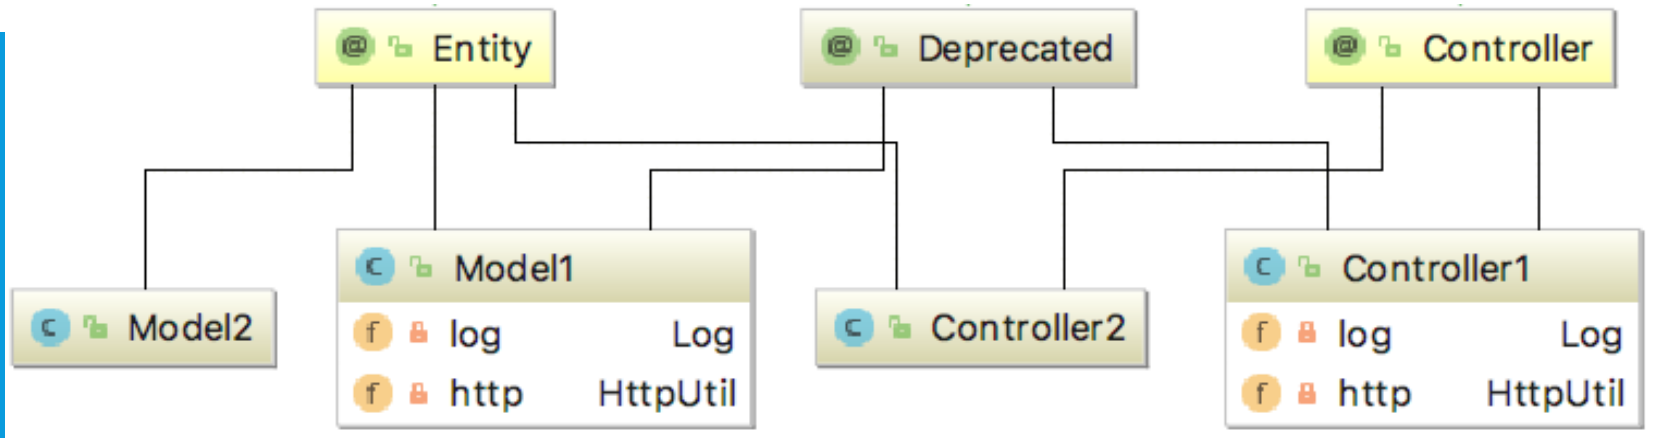 @ Entity
@ Deprecated
@ Controller
C Model2
C Model1
f log Log
f http HttpUtil
C Controller2
C Controller1
f log Log
f http HttpUtil